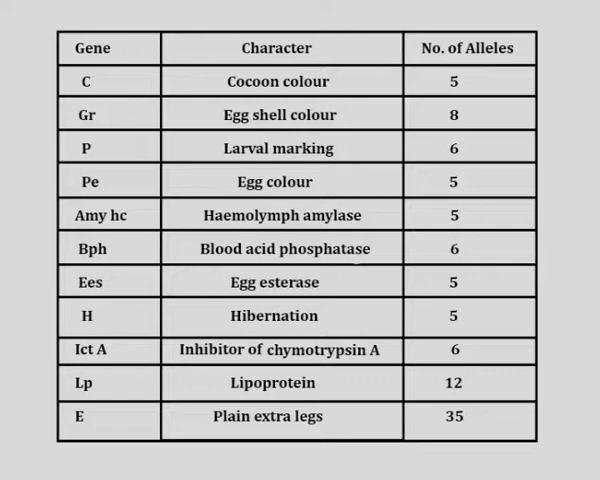 Gene Character No. of Alleles
C Cocoon colour 5
Gr Egg shell colour 8
P Larval marking 6
Pe Egg colour 5
Amy hc Haemolymph amylase 5
Bph Blood acid phosphatase 6
Ees Egg esterase 5
H Hibernation 5
Ict A Inhibitor of chymotrypsin A 6
Lp Lipoprotein 12
E Plain extra legs 35